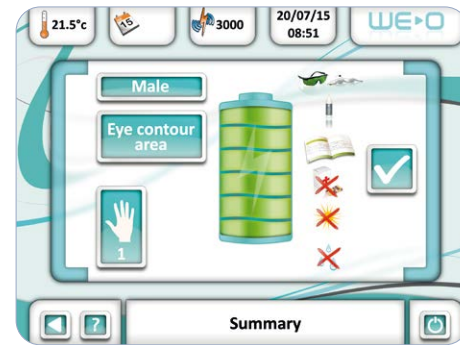 21.5°c
15
3000
20/07/15
08:51
WE▸O
Male
Eye contour
area
1
?
Summary